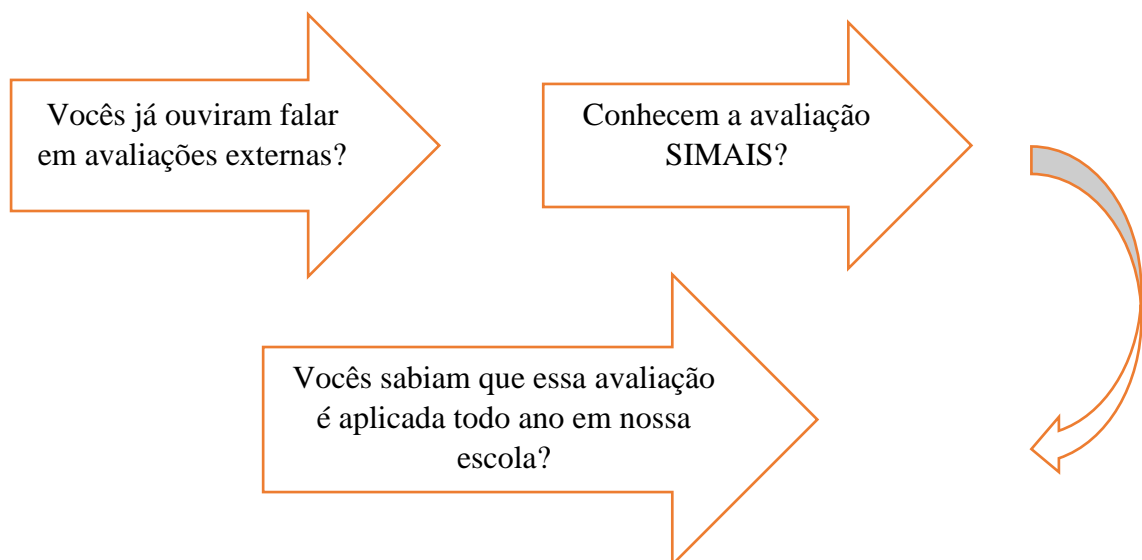 Vocês já ouviram falar
em avaliações externas?
Conhecem a avaliação
SIMAIS?
Vocês sabiam que essa avaliação
é aplicada todo ano em nossa
escola?